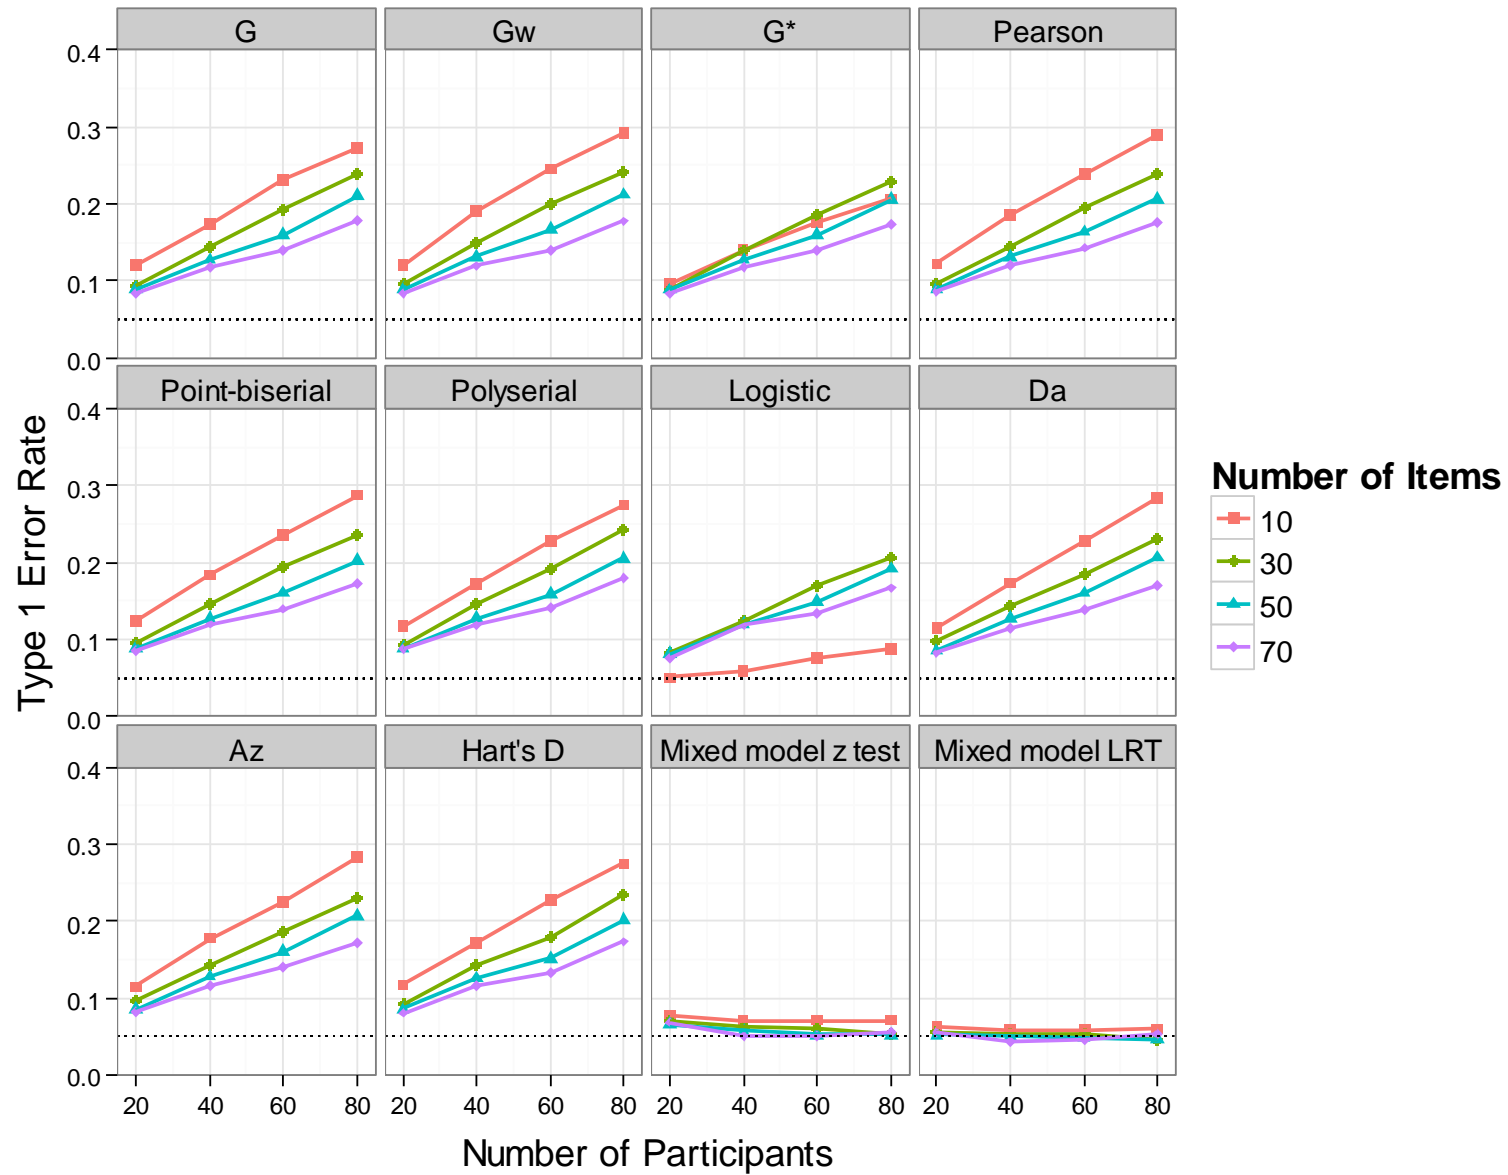 G
Gw
G*
Pearson
0.4
0.3
0.2
0.1
0.0
Point-biserial
Polyserial
Logistic
Da
0.4
0.3
0.2
0.1
0.0
Az
Hart's D
Mixed model z test
Mixed model LRT
0.4
0.3
0.2
0.1
0.0
20 40 60 80
20 40 60 80
20 40 60 80
20 40 60 80
Type 1 Error Rate
Number of Participants
Number of Items
10
30
50
70